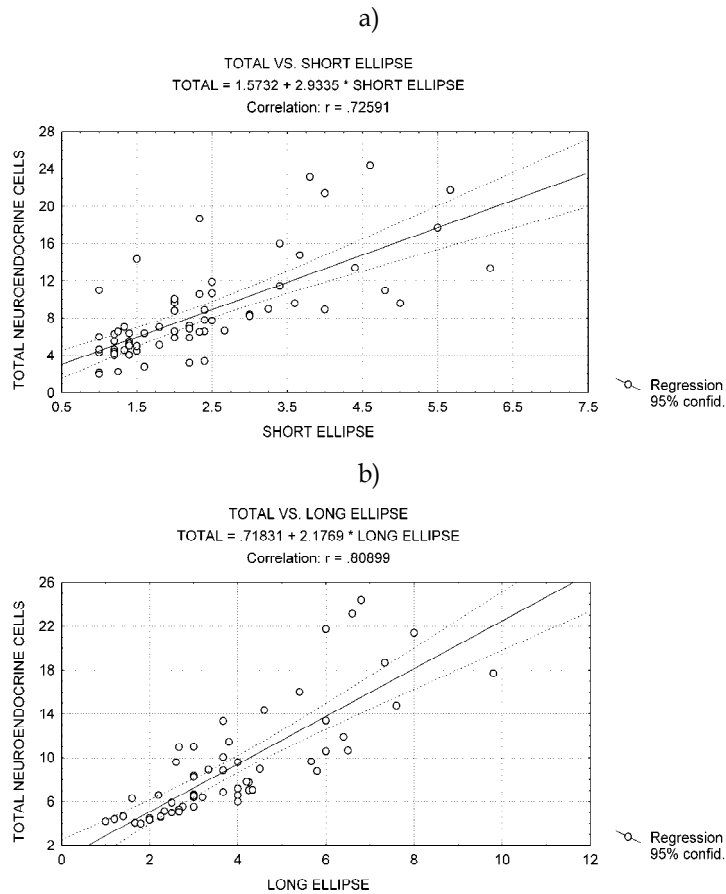 a)
TOTAL VS. SHORT ELLIPSE
TOTAL = 1.5732 + 2.9335 * SHORT ELLIPSE
Correlation: r = .72591
TOTAL NEUROENDOCRINE CELLS
28
24
20
16
12
8
4
0
0.5 1.5 2.5 3.5 4.5 5.5 6.5 7.5
SHORT ELLIPSE
Regression
95% confid.
b)
TOTAL VS. LONG ELLIPSE
TOTAL = .71831 + 2.1769 * LONG ELLIPSE
Correlation: r = .80899
TOTAL NEUROENDOCRINE CELLS
26
22
18
14
10
6
2
0 2 4 6 8 10 12
LONG ELLIPSE
Regression
95% confid.